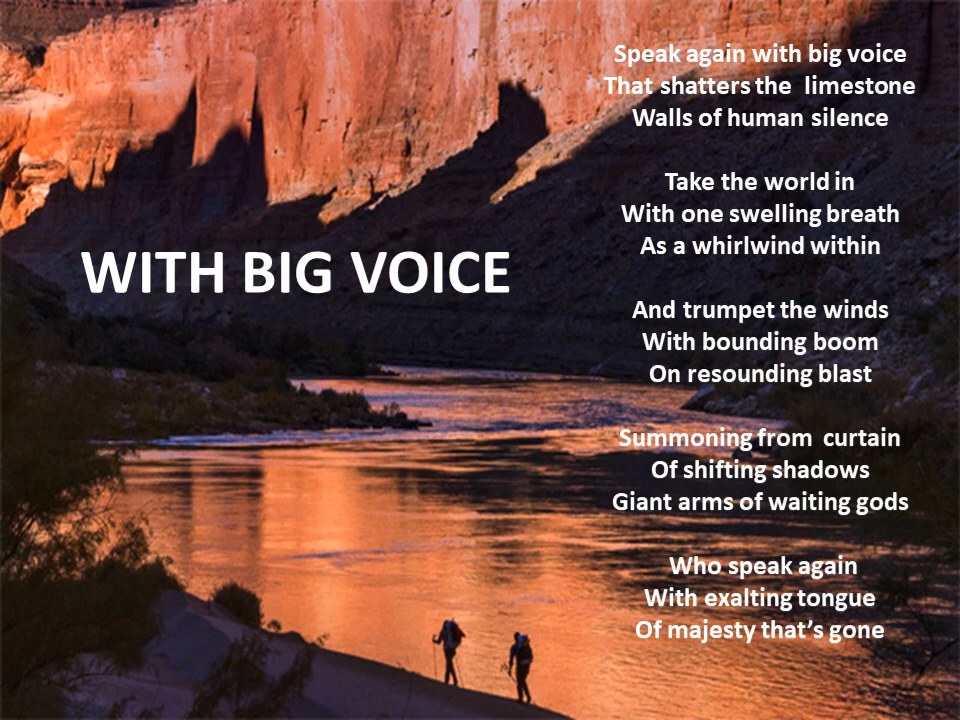 WITH BIG VOICE
Speak again with big voice
That shatters the limestone
Walls of human silence
Take the world in
With one swelling breath
As a whirlwind within
And trumpet the winds
With bounding boom
On resounding blast
Summoning from curtain
Of shifting shadows
Giant arms of waiting gods
Who speak again
With exalting tongue
Of majesty that's gone